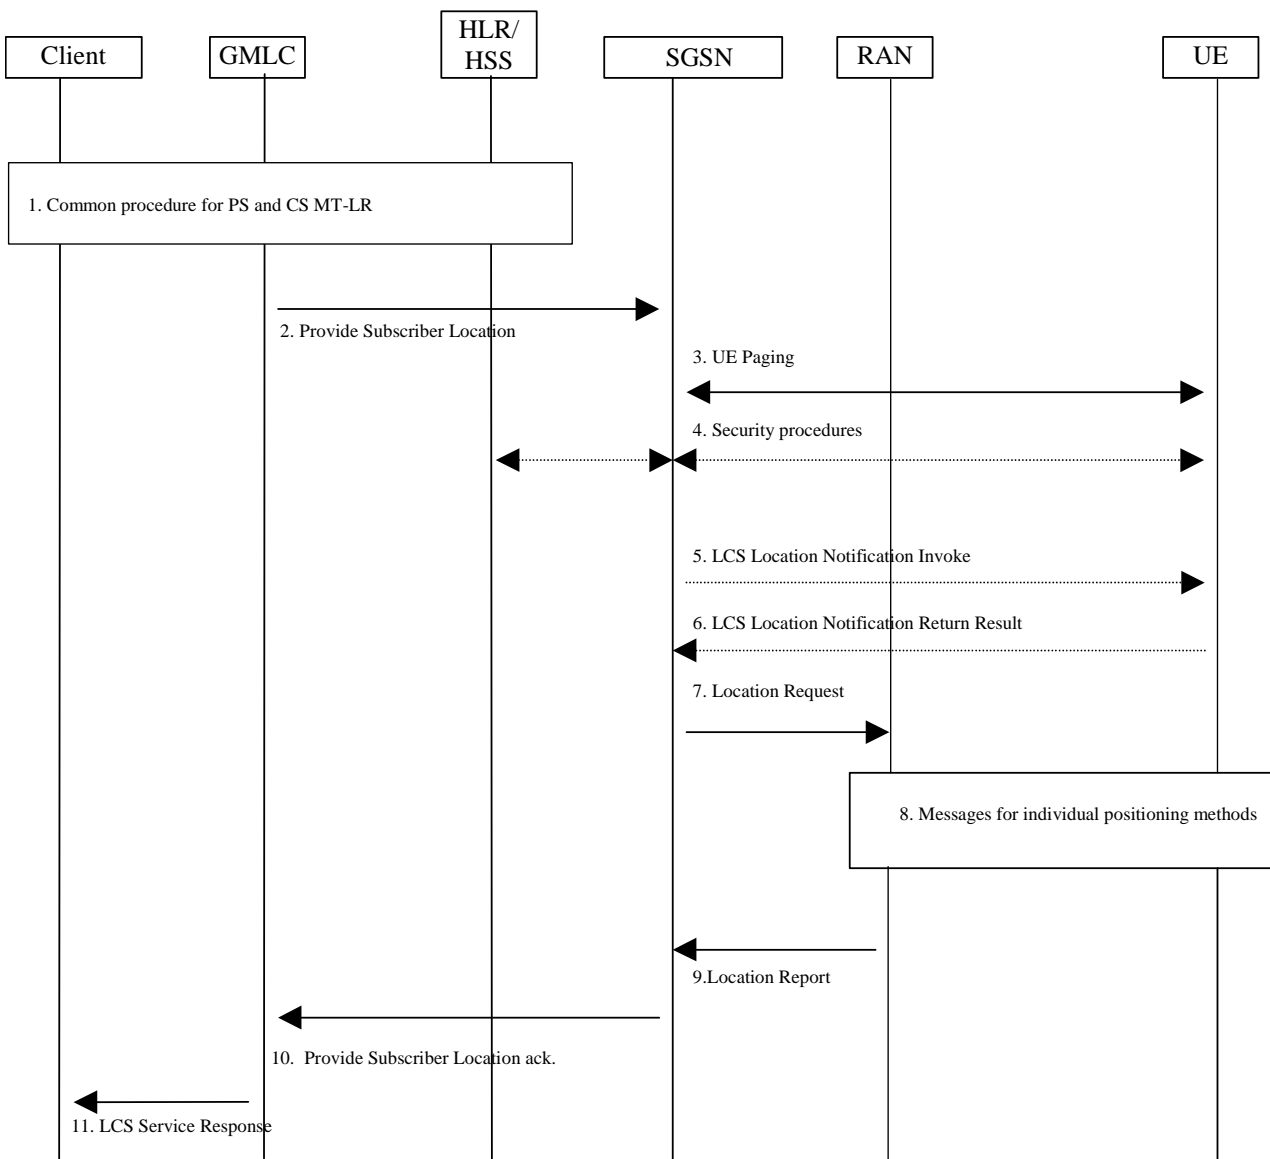 Client
GMLC
HLR/
HSS
SGSN
RAN
UE
1. Common procedure for PS and CS MT-LR
2. Provide Subscriber Location
3. UE Paging
4. Security procedures
5. LCS Location Notification Invoke
6. LCS Location Notification Return Result
7. Location Request
8. Messages for individual positioning methods
9.Location Report
10.  Provide Subscriber Location ack.
11. LCS Service Response